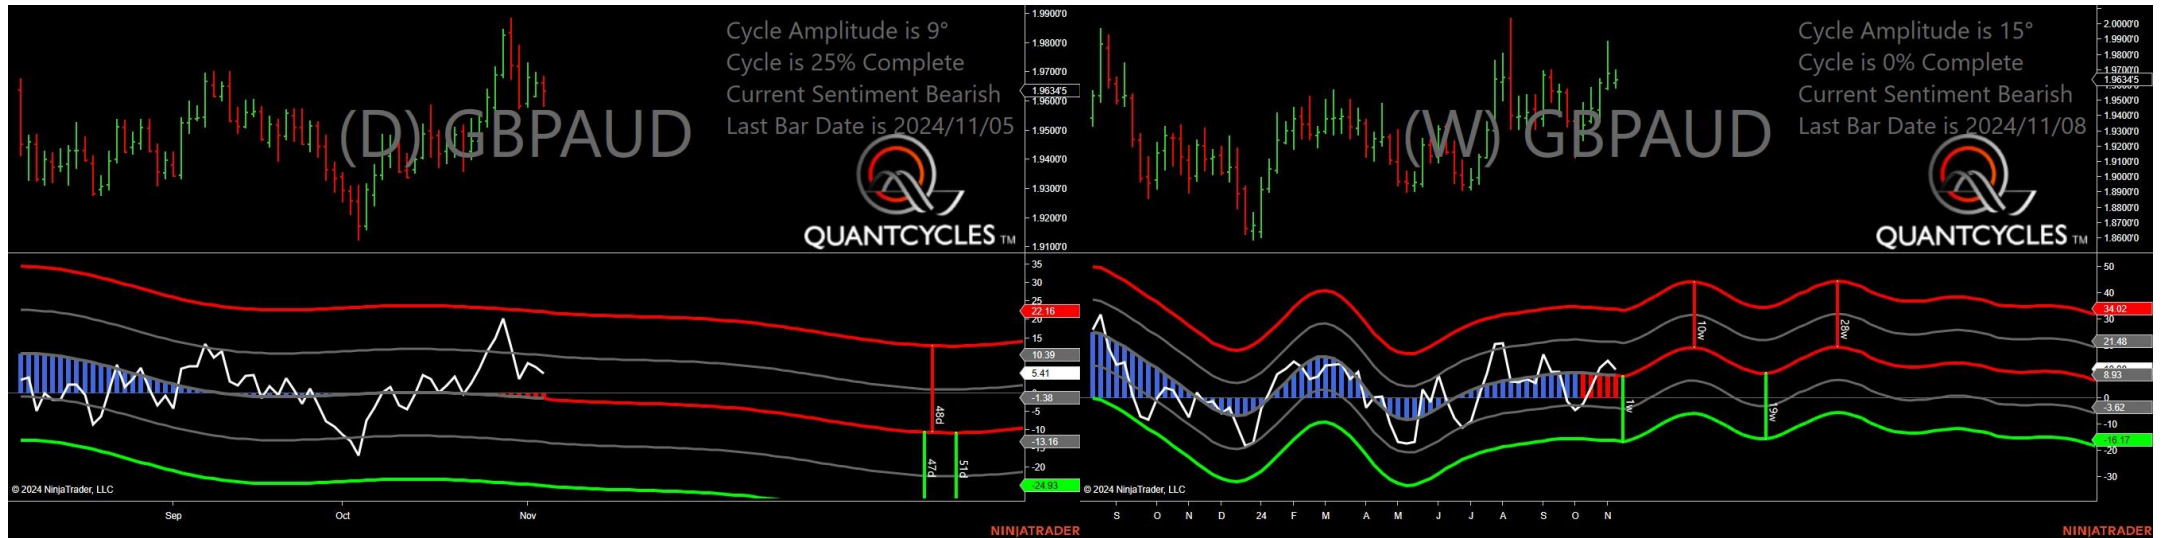 Cycle Amplitude is 9°
Cycle is 25% Complete
Current Sentiment Bearish
Last Bar Date is 2024/11/05
(D) GBPAUD
QUANTCYCLES TM
1.9900'0
1.9800'0
1.9700'0
1.9634'5
1.9600'0
1.9500'0
1.9400'0
1.9300'0
1.9200'0
1.9100'0
35
30
25
22.16
20
15
10.39
5.41
0
-1.38
-5
-10
-13.16
-15
-20
-24.93
48d
47d
51d
© 2024 NinjaTrader, LLC
Sep
Oct
Nov
NINJATRADER
Cycle Amplitude is 15°
Cycle is 0% Complete
Current Sentiment Bearish
Last Bar Date is 2024/11/08
(W) GBPAUD
QUANTCYCLES TM
2.0000'0
1.9900'0
1.9800'0
1.9700'0
1.9634'5
1.9500'0
1.9400'0
1.9300'0
1.9200'0
1.9100'0
1.9000'0
1.8900'0
1.8800'0
1.8700'0
1.8600'0
50
40
34.02
30
21.48
8.93
0
-3.62
-10
-16.17
-20
-30
1w
10w
19w
28w
© 2024 NinjaTrader, LLC
S
O
N
D
24
F
M
A
M
J
J
A
S
O
N
NINJATRADER